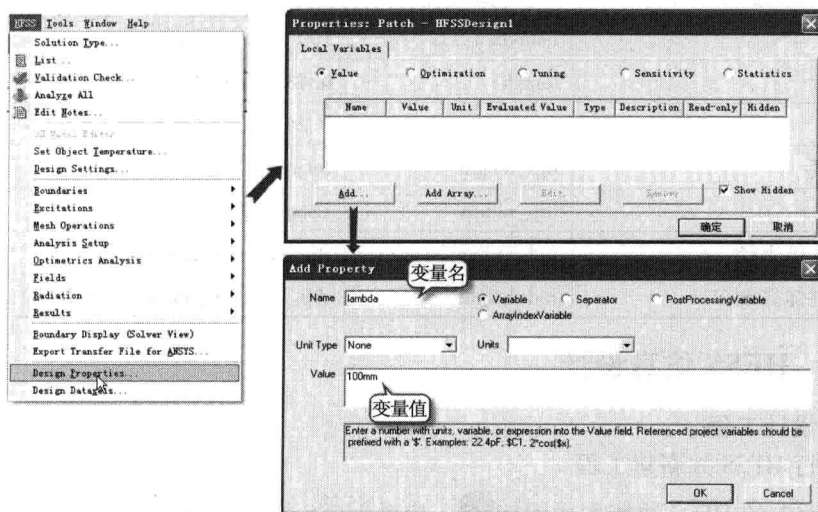 HFSS Tools Window Help
Solution Type...
List...
Validation Check...
Analyze All
Edit Notes...
3D Model Editor
Set Object Temperature...
Design Settings...
Boundaries
Excitations
Mesh Operations
Analysis Setup
Optimetrics Analysis
Fields
Radiation
Results
Boundary Display (Solver View)
Export Transfer File for ANSYS...
Design Properties...
Design Datasets...
Properties: Patch - HFSSDesign1
Local Variables
Value Optimization Tuning Sensitivity Statistics
Name Value Unit Evaluated Value Type Description Read-only Hidden
Add... Add Array... Edit... Remove Show Hidden
确定 取消
Add Property
变量名
Name lambda Variable Separator PostProcessingVariable
ArrayIndexVariable
Unit Type None Units
Value 100mm
变量值
Enter a number with units, variable, or expression into the Value field. Referenced project variables should be
prefixed with a '$'. Examples: 22.4pF, $C1, 2*cos($x).
OK Cancel